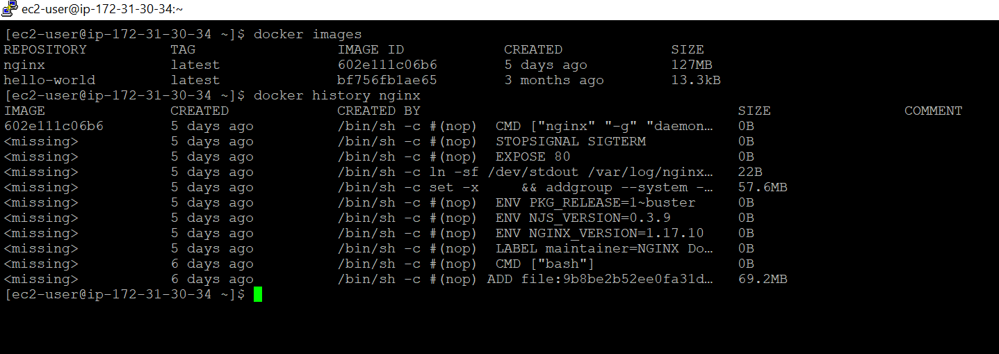 ec2-user@ip-172-31-30-34:~
[ec2-user@ip-172-31-30-34 ~]$ docker images
REPOSITORY          TAG                 IMAGE ID            CREATED             SIZE
nginx               latest              602e111c06b6        5 days ago          127MB
hello-world         latest              bf756fb1ae65        3 months ago        13.3kB
[ec2-user@ip-172-31-30-34 ~]$ docker history nginx
IMAGE               CREATED             CREATED BY                                      SIZE                COMMENT
602e111c06b6        5 days ago          /bin/sh -c #(nop)  CMD ["nginx" "-g" "daemon…   0B
<missing>           5 days ago          /bin/sh -c #(nop)  STOPSIGNAL SIGTERM           0B
<missing>           5 days ago          /bin/sh -c #(nop)  EXPOSE 80                    0B
<missing>           5 days ago          /bin/sh -c ln -sf /dev/stdout /var/log/nginx…   22B
<missing>           5 days ago          /bin/sh -c set -x     && addgroup --system -…   57.6MB
<missing>           5 days ago          /bin/sh -c #(nop)  ENV PKG_RELEASE=1~buster     0B
<missing>           5 days ago          /bin/sh -c #(nop)  ENV NJS_VERSION=0.3.9        0B
<missing>           5 days ago          /bin/sh -c #(nop)  ENV NGINX_VERSION=1.17.10    0B
<missing>           5 days ago          /bin/sh -c #(nop)  LABEL maintainer=NGINX Do…   0B
<missing>           6 days ago          /bin/sh -c #(nop)  CMD ["bash"]                 0B
<missing>           6 days ago          /bin/sh -c #(nop) ADD file:9b8be2b52ee0fa31d…   69.2MB
[ec2-user@ip-172-31-30-34 ~]$